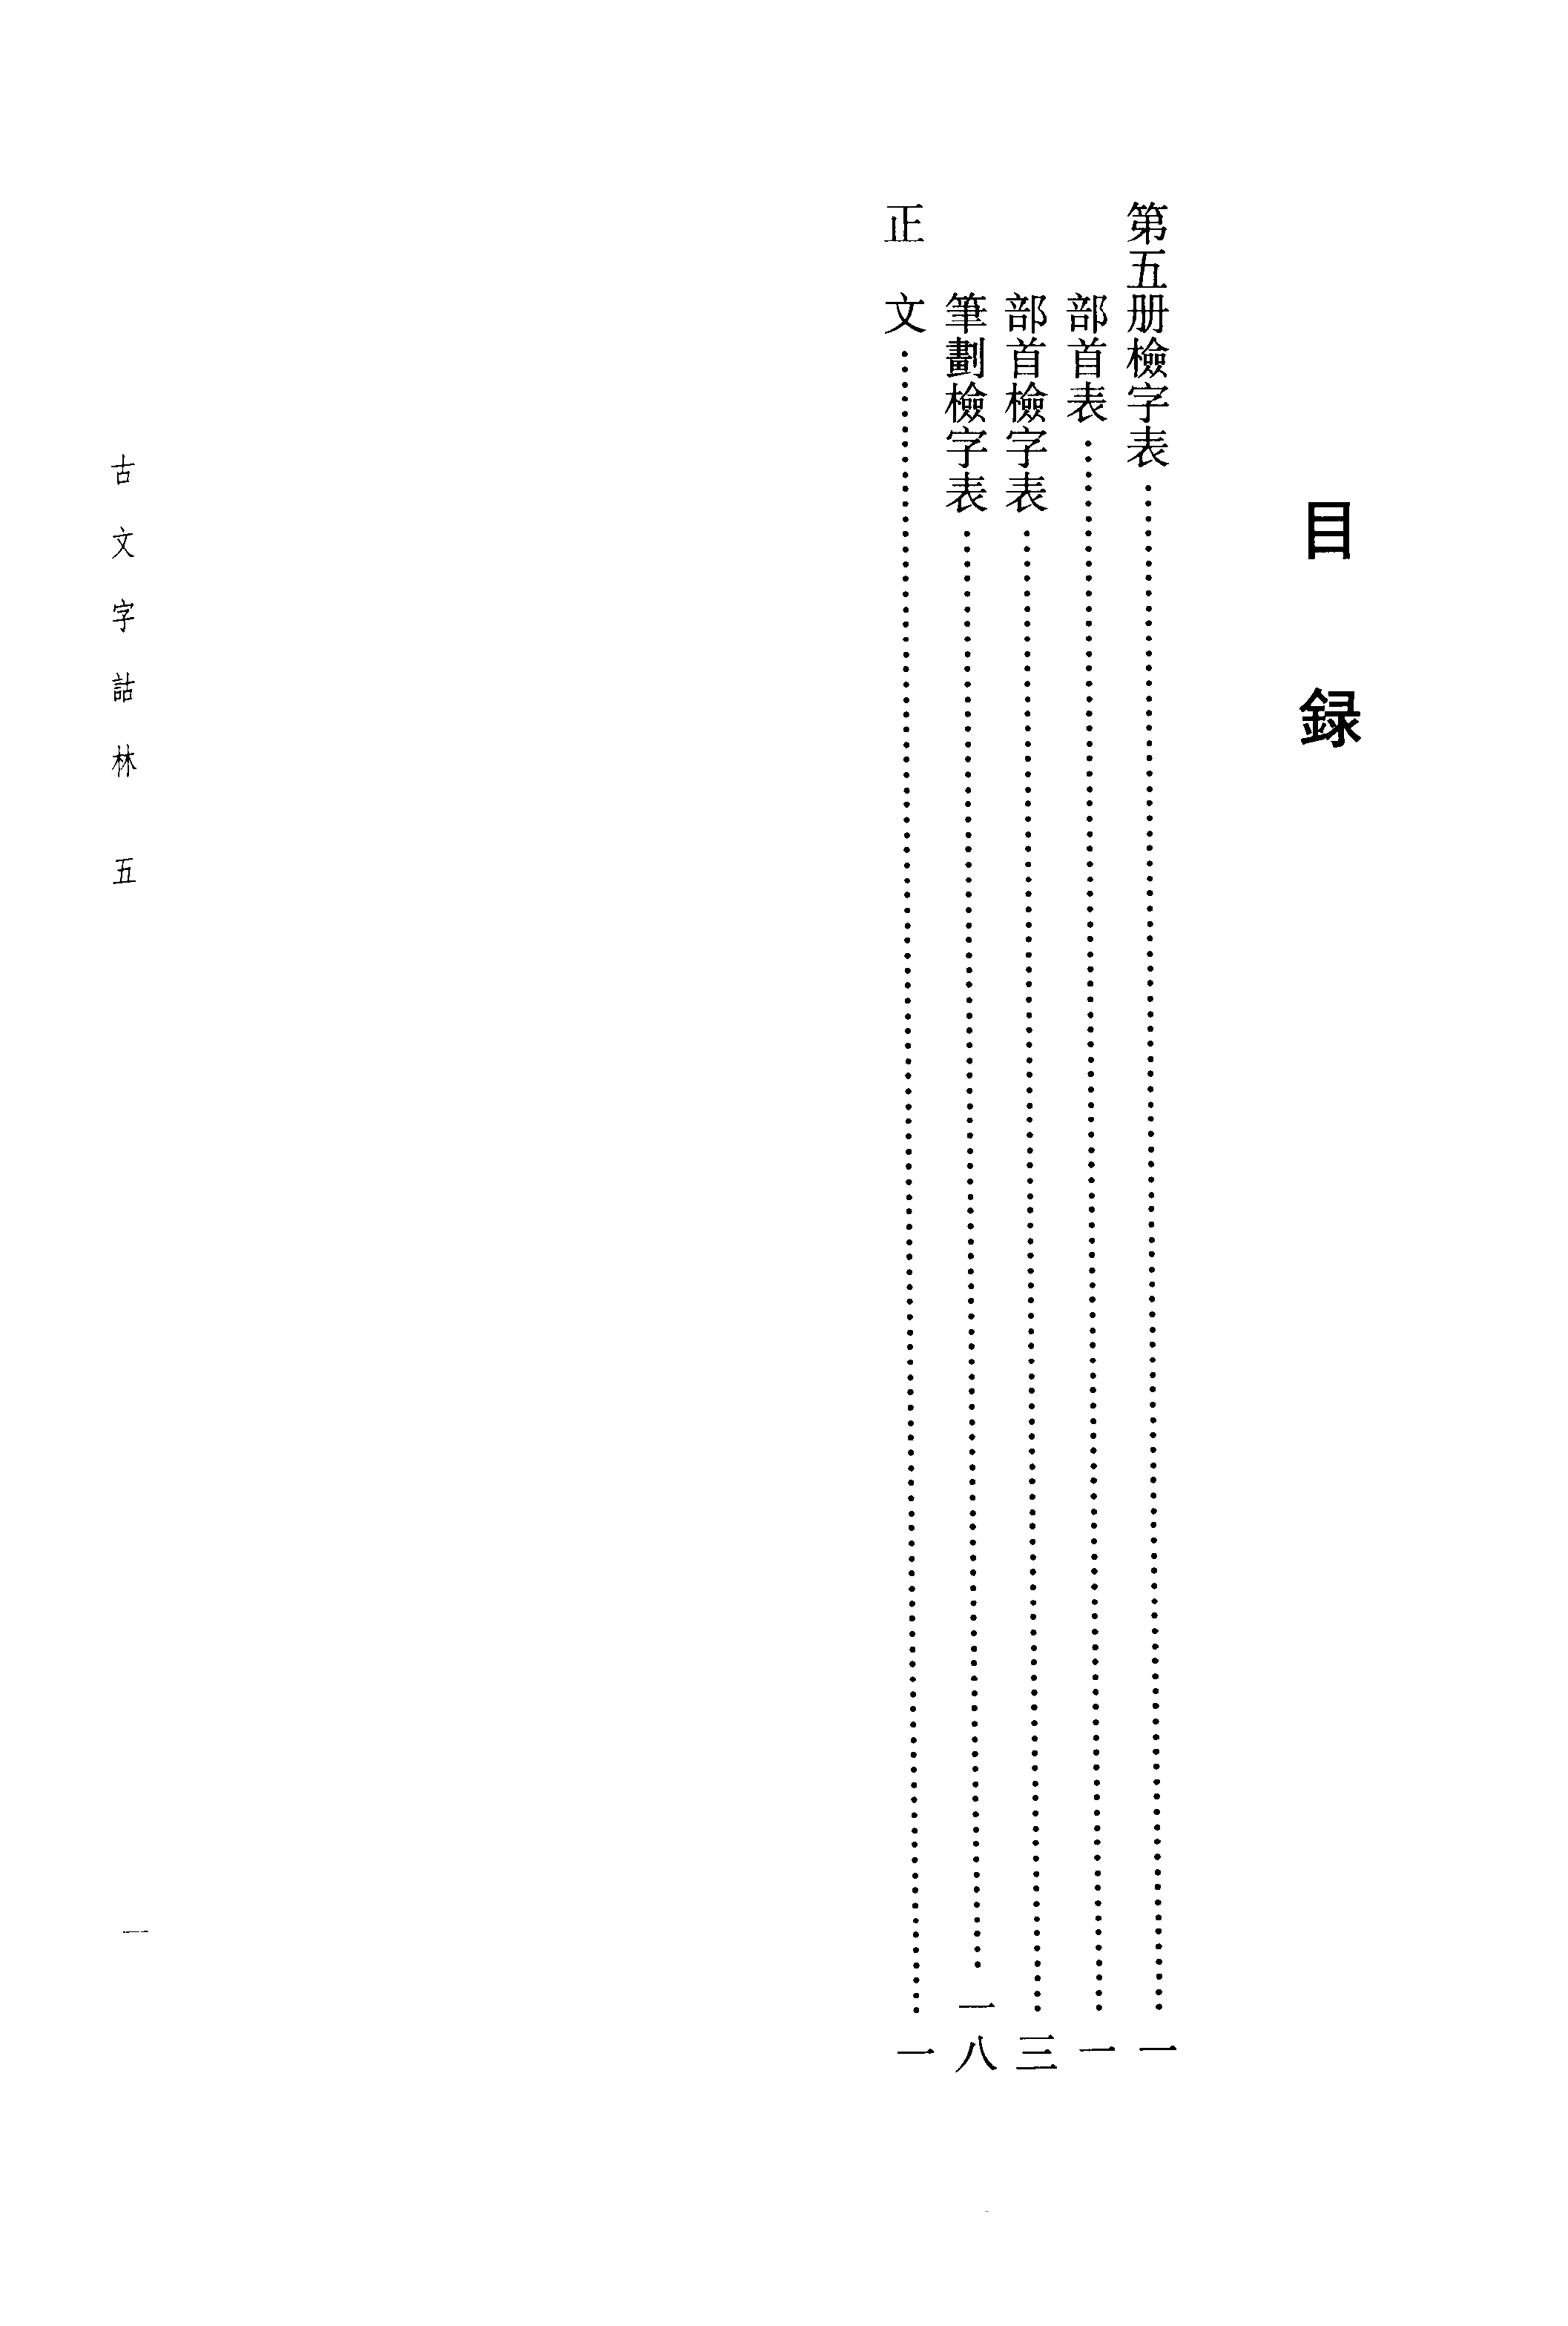 目 録
第五册檢字表……一
部首表……一
部首檢字表……三
筆劃檢字表……一八
正 文……一
古文字詁林 五
一